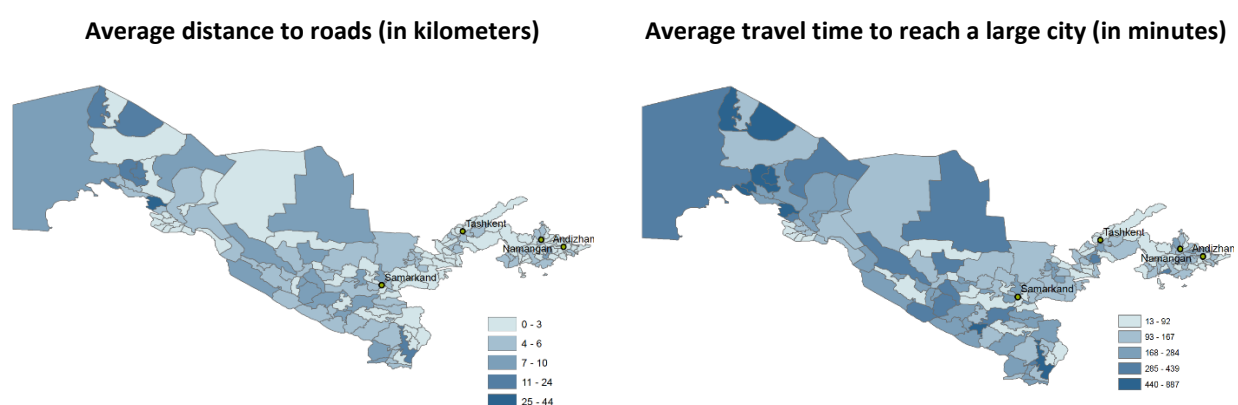 Average distance to roads (in kilometers)
Tashkent
Andizhan
Namangan
Samarkand
0 - 3
4 - 6
7 - 10
11 - 24
25 - 44
Average travel time to reach a large city (in minutes)
Tashkent
Andizhan
Namangan
Samarkand
13 - 92
93 - 167
168 - 284
285 - 439
440 - 887